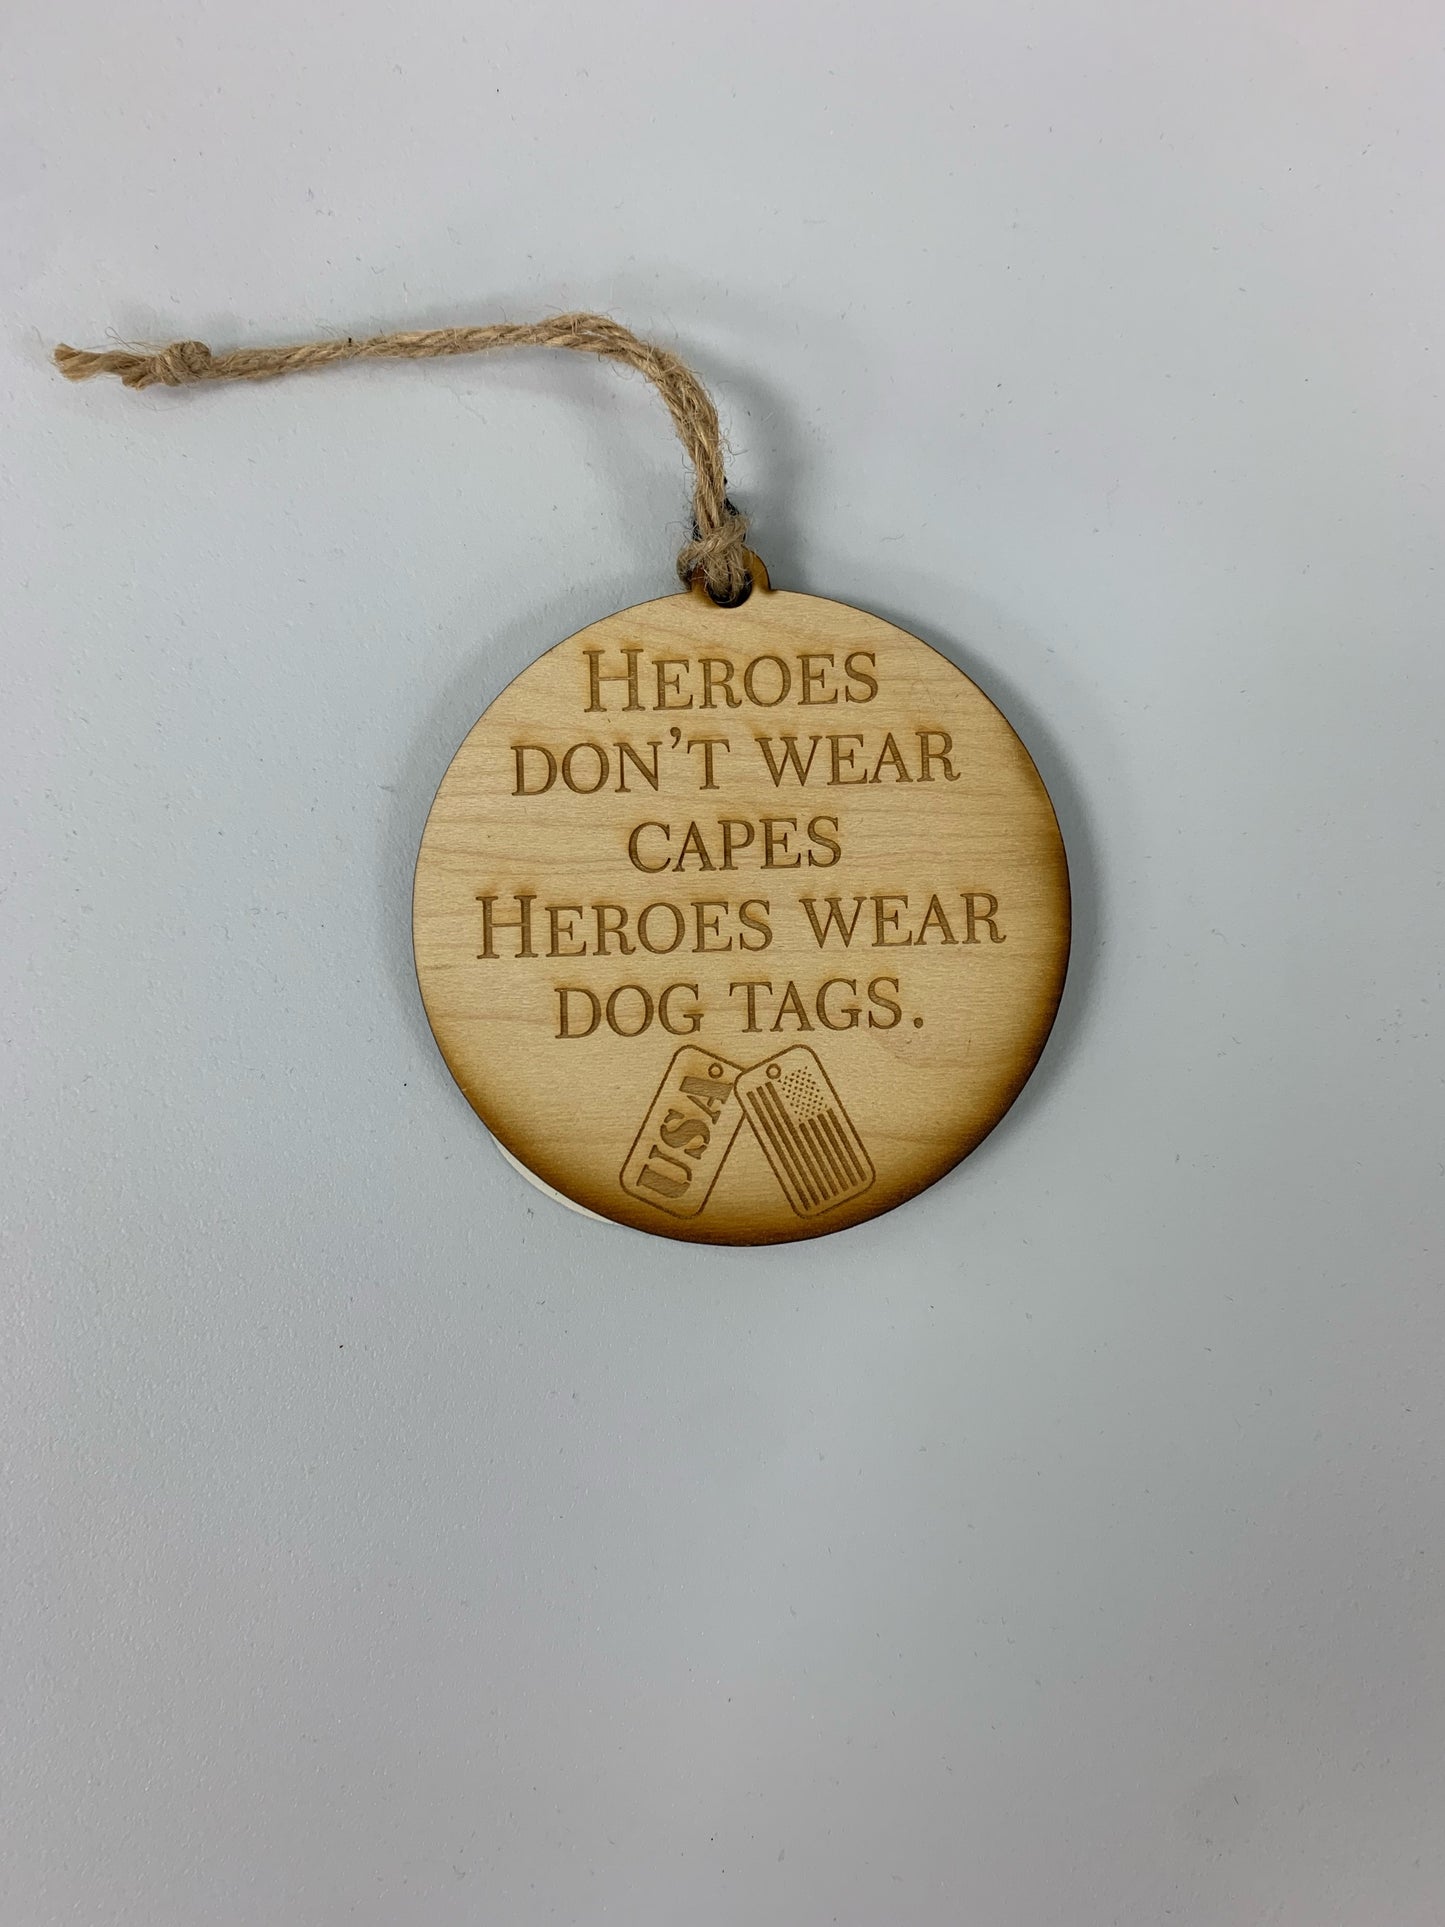 HEROES
DON'T WEAR
CAPES
HEROES WEAR
DOG TAGS.
USA